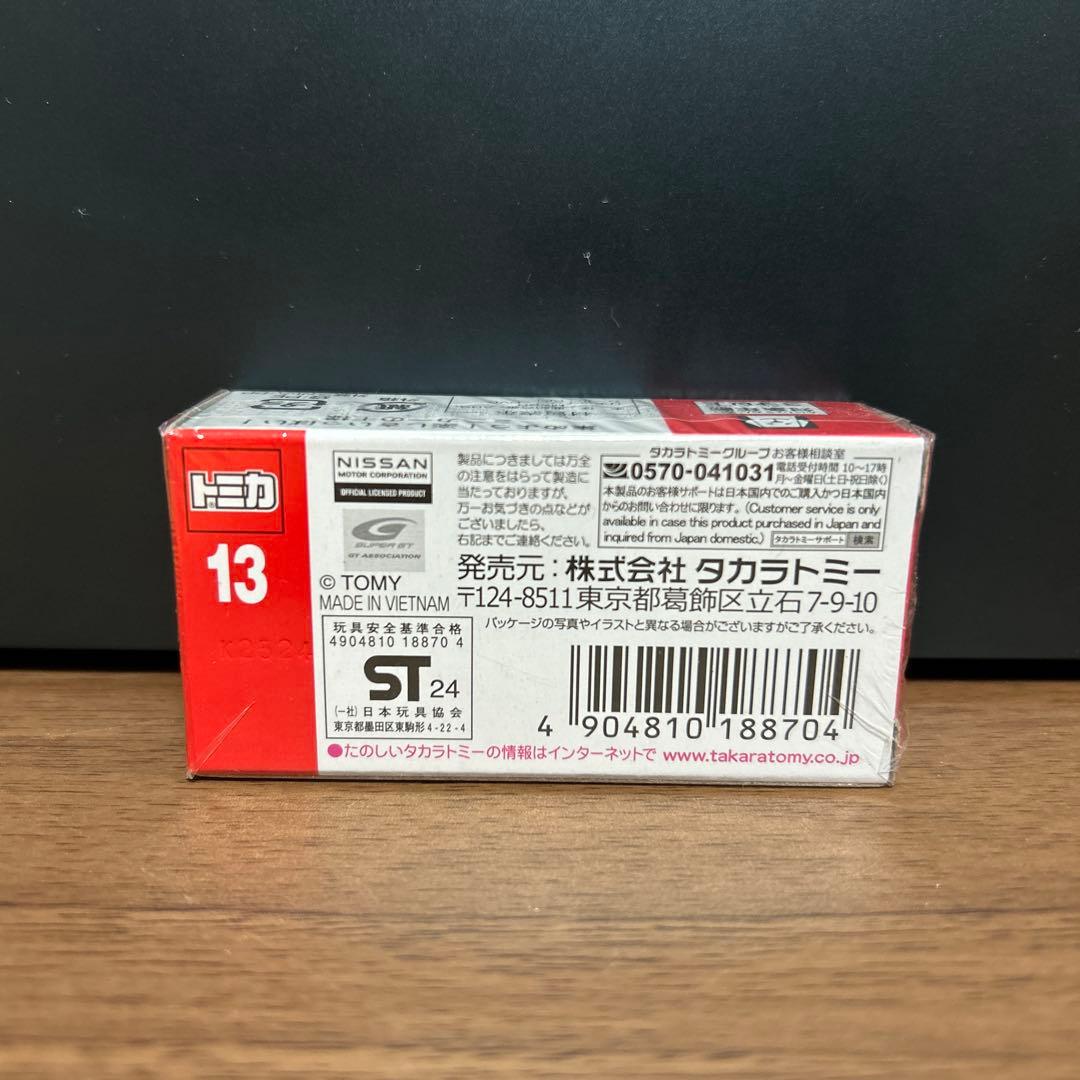 トミカ
13
NISSAN
MOTOR CORPORATION
OFFICIAL LICENSED PRODUCT
SUPER GT
GT ASSOCIATION
© TOMY
MADE IN VIETNAM
製品につきましては万全
の注意をはらって製造に
当たっておりますが、
万一お気づきの点などが
ございましたら、
右記までご連絡ください。
タカラトミーグループお客様相談室
0570-041031 電話受付時間 10〜17時
月〜金曜日(土日・祝日除く)
本製品のお客様サポートは日本国内でのご購入かつ日本国内
からのお問い合わせに限ります。(Customer service is only
available in case this product purchased in Japan and
inquired from Japan domestic.) タカラトミーサポート 検索
発売元:株式会社 タカラトミー
〒124-8511東京都葛飾区立石7-9-10
パッケージの写真やイラストと異なる場合がございますがご了承ください。
玩具安全基準合格
4904810 18870 4
ST 24
(一社)日本玩具協会
東京都墨田区東駒形4-22-4
4 904810 188704
●たのしいタカラトミーの情報はインターネットで www.takaratomy.co.jp